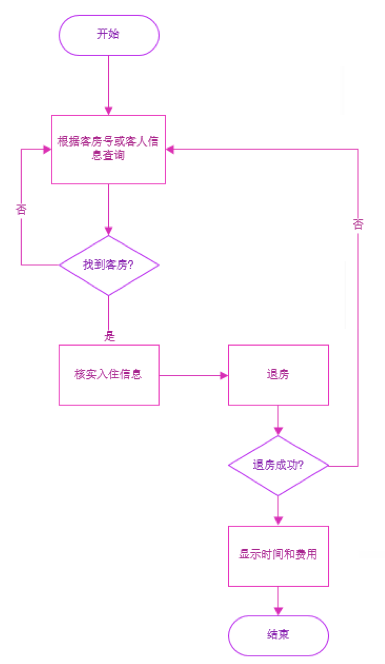 开始
根据客房号或客人信
息查询
否
否
找到客房?
是
核实入住信息
退房
退房成功?
显示时间和费用
结束